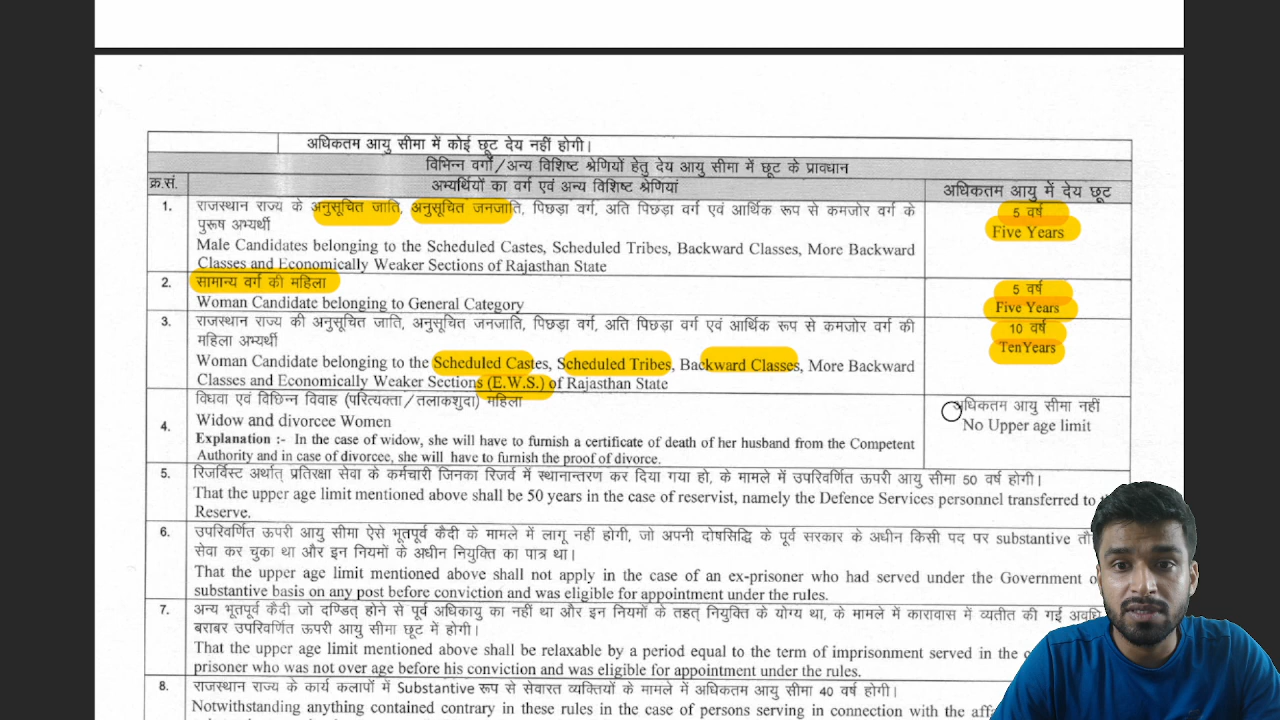 अधिकतम आयु सीमा में कोई छूट देय नहीं होगी।
विभिन्न वर्गों/अन्य विशिष्ट श्रेणियों हेतु देय आयु सीमा में छूट के प्रावधान
क्र.सं. अभ्यर्थियों का वर्ग एवं अन्य विशिष्ट श्रेणियां अधिकतम आयु में देय छूट
1. राजस्थान राज्य के अनुसूचित जाति, अनुसूचित जनजाति, पिछड़ा वर्ग, अति पिछड़ा वर्ग एवं आर्थिक रूप से कमजोर वर्ग के
पुरूष अभ्यर्थी
Male Candidates belonging to the Scheduled Castes, Scheduled Tribes, Backward Classes, More Backward
Classes and Economically Weaker Sections of Rajasthan State
5 वर्ष
Five Years
2. सामान्य वर्ग की महिला
Woman Candidate belonging to General Category
5 वर्ष
Five Years
3. राजस्थान राज्य की अनुसूचित जाति, अनुसूचित जनजाति, पिछड़ा वर्ग, अति पिछड़ा वर्ग एवं आर्थिक रूप से कमजोर वर्ग की
महिला अभ्यर्थी
Woman Candidate belonging to the Scheduled Castes, Scheduled Tribes, Backward Classes, More Backward
Classes and Economically Weaker Sections (E.W.S.) of Rajasthan State
10 वर्ष
TenYears
4. विधवा एवं विछिन्न विवाह (परित्यक्ता/तलाकशुदा) महिला
Widow and divorcee Women
Explanation :- In the case of widow, she will have to furnish a certificate of death of her husband from the Competent
Authority and in case of divorcee, she will have to furnish the proof of divorce.
अधिकतम आयु सीमा नहीं
No Upper age limit
5. रिजर्विस्ट अर्थात् प्रतिरक्षा सेवा के कर्मचारी जिनका रिजर्व में स्थानान्तरण कर दिया गया हो, के मामले में उपरिवर्णित ऊपरी आयु सीमा 50 वर्ष होगी।
That the upper age limit mentioned above shall be 50 years in the case of reservist, namely the Defence Services personnel transferred to
Reserve.
6. उपरिवर्णित ऊपरी आयु सीमा ऐसे भूतपूर्व कैदी के मामले में लागू नहीं होगी, जो अपनी दोषसिद्धि के पूर्व सरकार के अधीन किसी पद पर substantive
सेवा कर चुका था और इन नियमों के अधीन नियुक्ति का पात्र था।
That the upper age limit mentioned above shall not apply in the case of an ex-prisoner who had served under the Government
substantive basis on any post before conviction and was eligible for appointment under the rules.
7. अन्य भूतपूर्व कैदी जो दण्डित होने से पूर्व अधिकायु का नहीं था और इन नियमों के तहत् नियुक्ति के योग्य था, के मामले में कारावास में व्यतीत की गई अवधि
बराबर उपरिवर्णित ऊपरी आयु सीमा छूट में होगी।
That the upper age limit mentioned above shall be relaxable by a period equal to the term of imprisonment served in the
prisoner who was not over age before his conviction and was eligible for appointment under the rules.
8. राजस्थान राज्य के कार्य कलापों में Substantive रूप से सेवारत व्यक्तियों के मामले में अधिकतम आयु सीमा 40 वर्ष होगी।
Notwithstanding anything contained contrary in these rules in the case of persons serving in connection with the